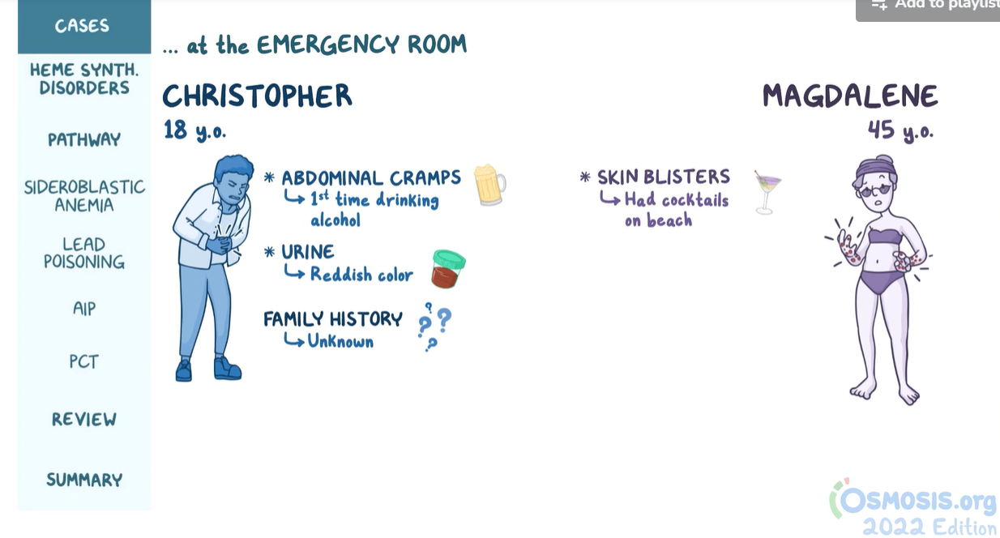 Add to playlist
CASES
HEME SYNTH.
DISORDERS
PATHWAY
SIDEROBLASTIC
ANEMIA
LEAD
POISONING
AIP
PCT
REVIEW
SUMMARY
... at the EMERGENCY ROOM
CHRISTOPHER
18 y.o.
* ABDOMINAL CRAMPS
↳ 1st time drinking
alcohol
* URINE
↳ Reddish color
FAMILY HISTORY
↳ Unknown
? ? ? ?
MAGDALENE
45 y.o.
* SKIN BLISTERS
↳ Had cocktails
on beach
OSMOSIS.org
2022 Edition